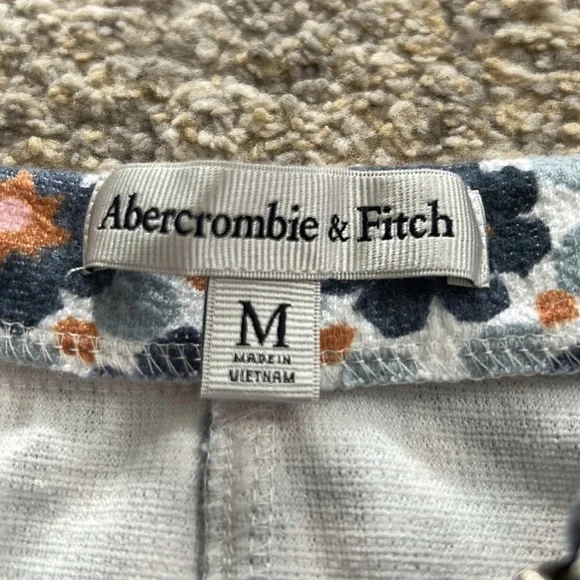 Abercrombie & Fitch
M
MADE IN
VIETNAM